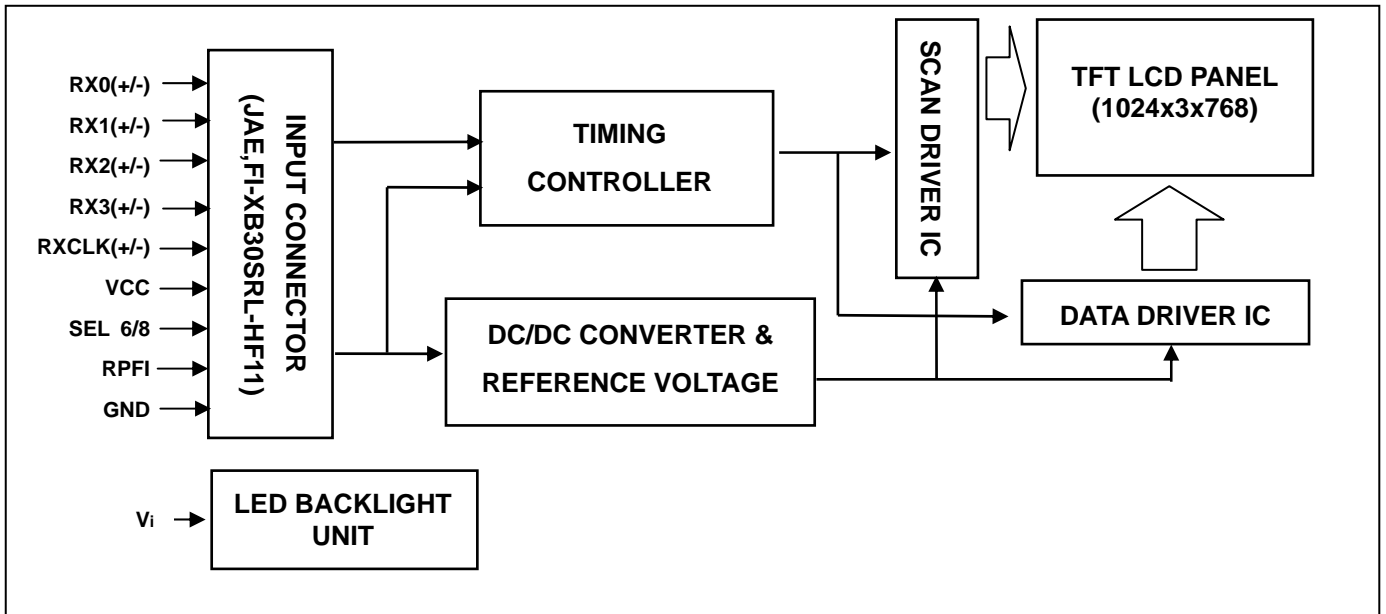 RX0(+/-)
RX1(+/-)
RX2(+/-)
RX3(+/-)
RXCLK(+/-)
VCC
SEL 6/8
RPFI
GND
INPUT CONNECTOR
(JAE,FI-XB30SRL-HF11)
TIMING
CONTROLLER
DC/DC CONVERTER &
REFERENCE VOLTAGE
SCAN DRIVER IC
TFT LCD PANEL
(1024x3x768)
DATA DRIVER IC
Vi
LED BACKLIGHT
UNIT